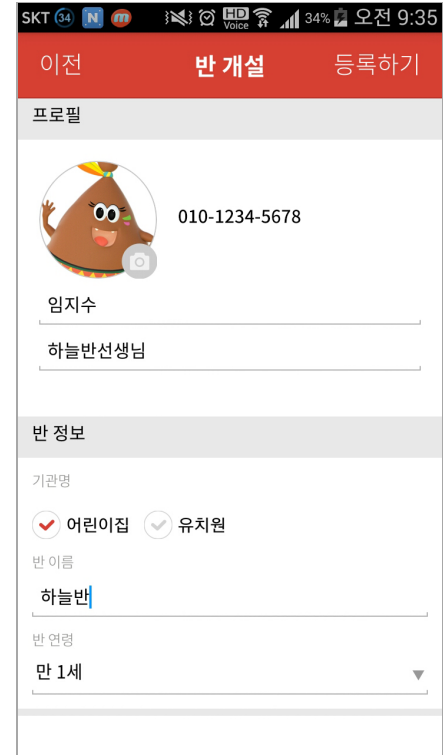 SKT 34 N m HD Voice 34% 오전 9:35
이전 반 개설 등록하기
프로필
010-1234-5678
임지수
하늘반선생님
반 정보
기관명
어린이집 유치원
반 이름
하늘반
반 연령
만 1세